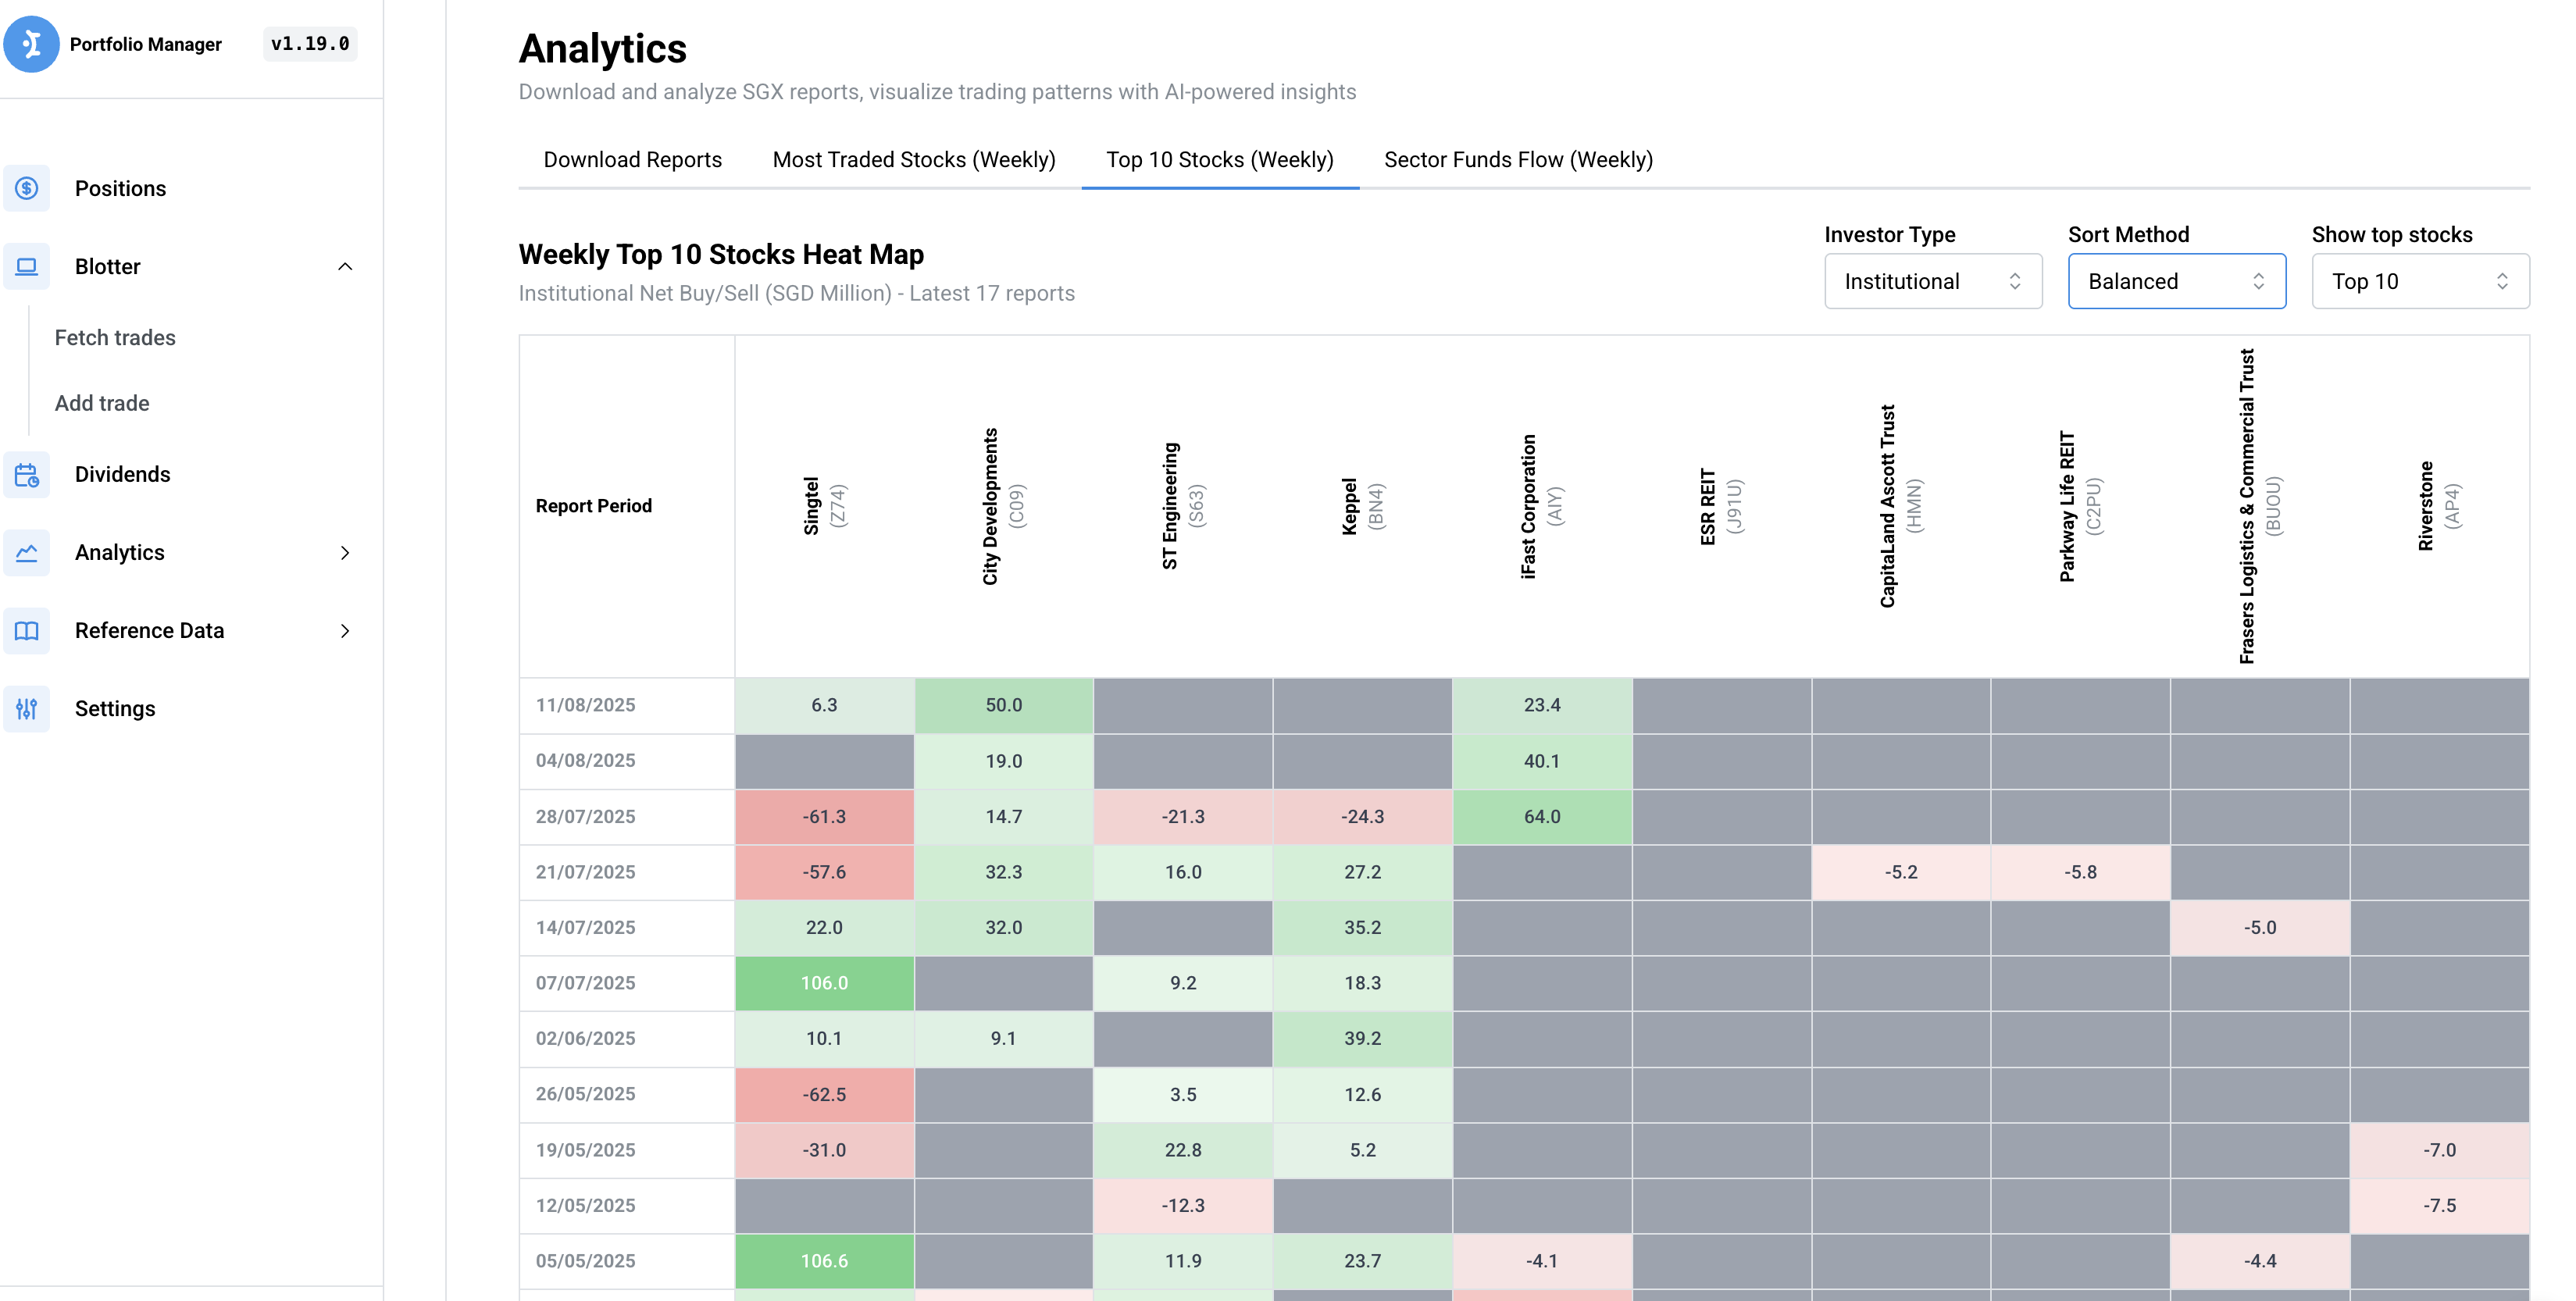 Portfolio Manager
v1.19.0
Positions
Blotter
Fetch trades
Add trade
Dividends
Analytics
Reference Data
Settings
Analytics
Download and analyze SGX reports, visualize trading patterns with AI-powered insights
Download Reports Most Traded Stocks (Weekly) Top 10 Stocks (Weekly) Sector Funds Flow (Weekly)
Weekly Top 10 Stocks Heat Map
Institutional Net Buy/Sell (SGD Million) - Latest 17 reports
Investor Type
Institutional
Sort Method
Balanced
Show top stocks
Top 10
Report Period
Singtel
(Z74)
City Developments
(C09)
ST Engineering
(S63)
Keppel
(BN4)
iFast Corporation
(AIY)
ESR REIT
(J91U)
CapitaLand Ascott Trust
(HMN)
Parkway Life REIT
(C2PU)
Frasers Logistics & Commercial Trust
(BUOU)
Riverstone
(AP4)
11/08/2025 6.3 50.0 23.4
04/08/2025 19.0 40.1
28/07/2025 -61.3 14.7 -21.3 -24.3 64.0
21/07/2025 -57.6 32.3 16.0 27.2 -5.2 -5.8
14/07/2025 22.0 32.0 35.2 -5.0
07/07/2025 106.0 9.2 18.3
02/06/2025 10.1 9.1 39.2
26/05/2025 -62.5 3.5 12.6
19/05/2025 -31.0 22.8 5.2 -7.0
12/05/2025 -12.3 -7.5
05/05/2025 106.6 11.9 23.7 -4.1 -4.4